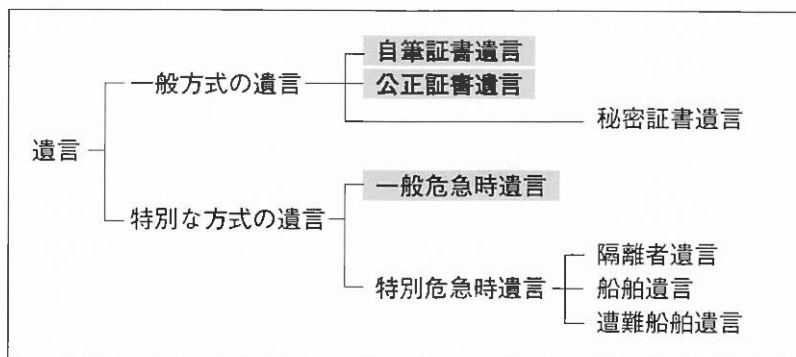 自筆証書遺言
一般方式の遺言
公正証書遺言
秘密証書遺言
遺言
一般危急時遺言
特別な方式の遺言
隔離者遺言
特別危急時遺言
船舶遺言
遭難船舶遺言